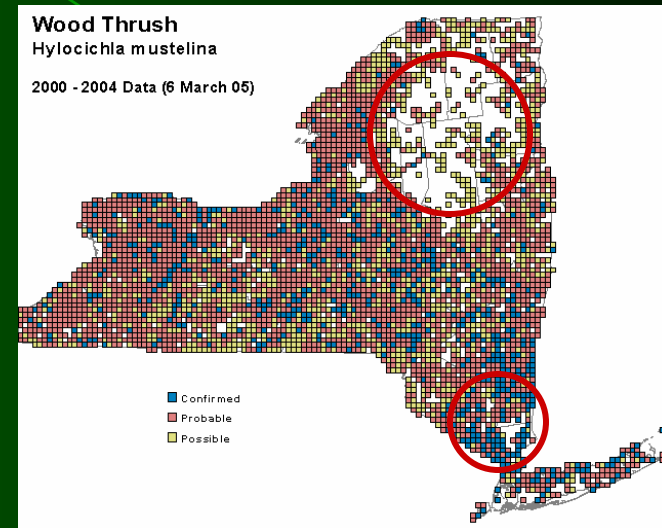 Wood Thrush
Hylocichla mustelina
2000 - 2004 Data (6 March 05)
Confirmed
Probable
Possible